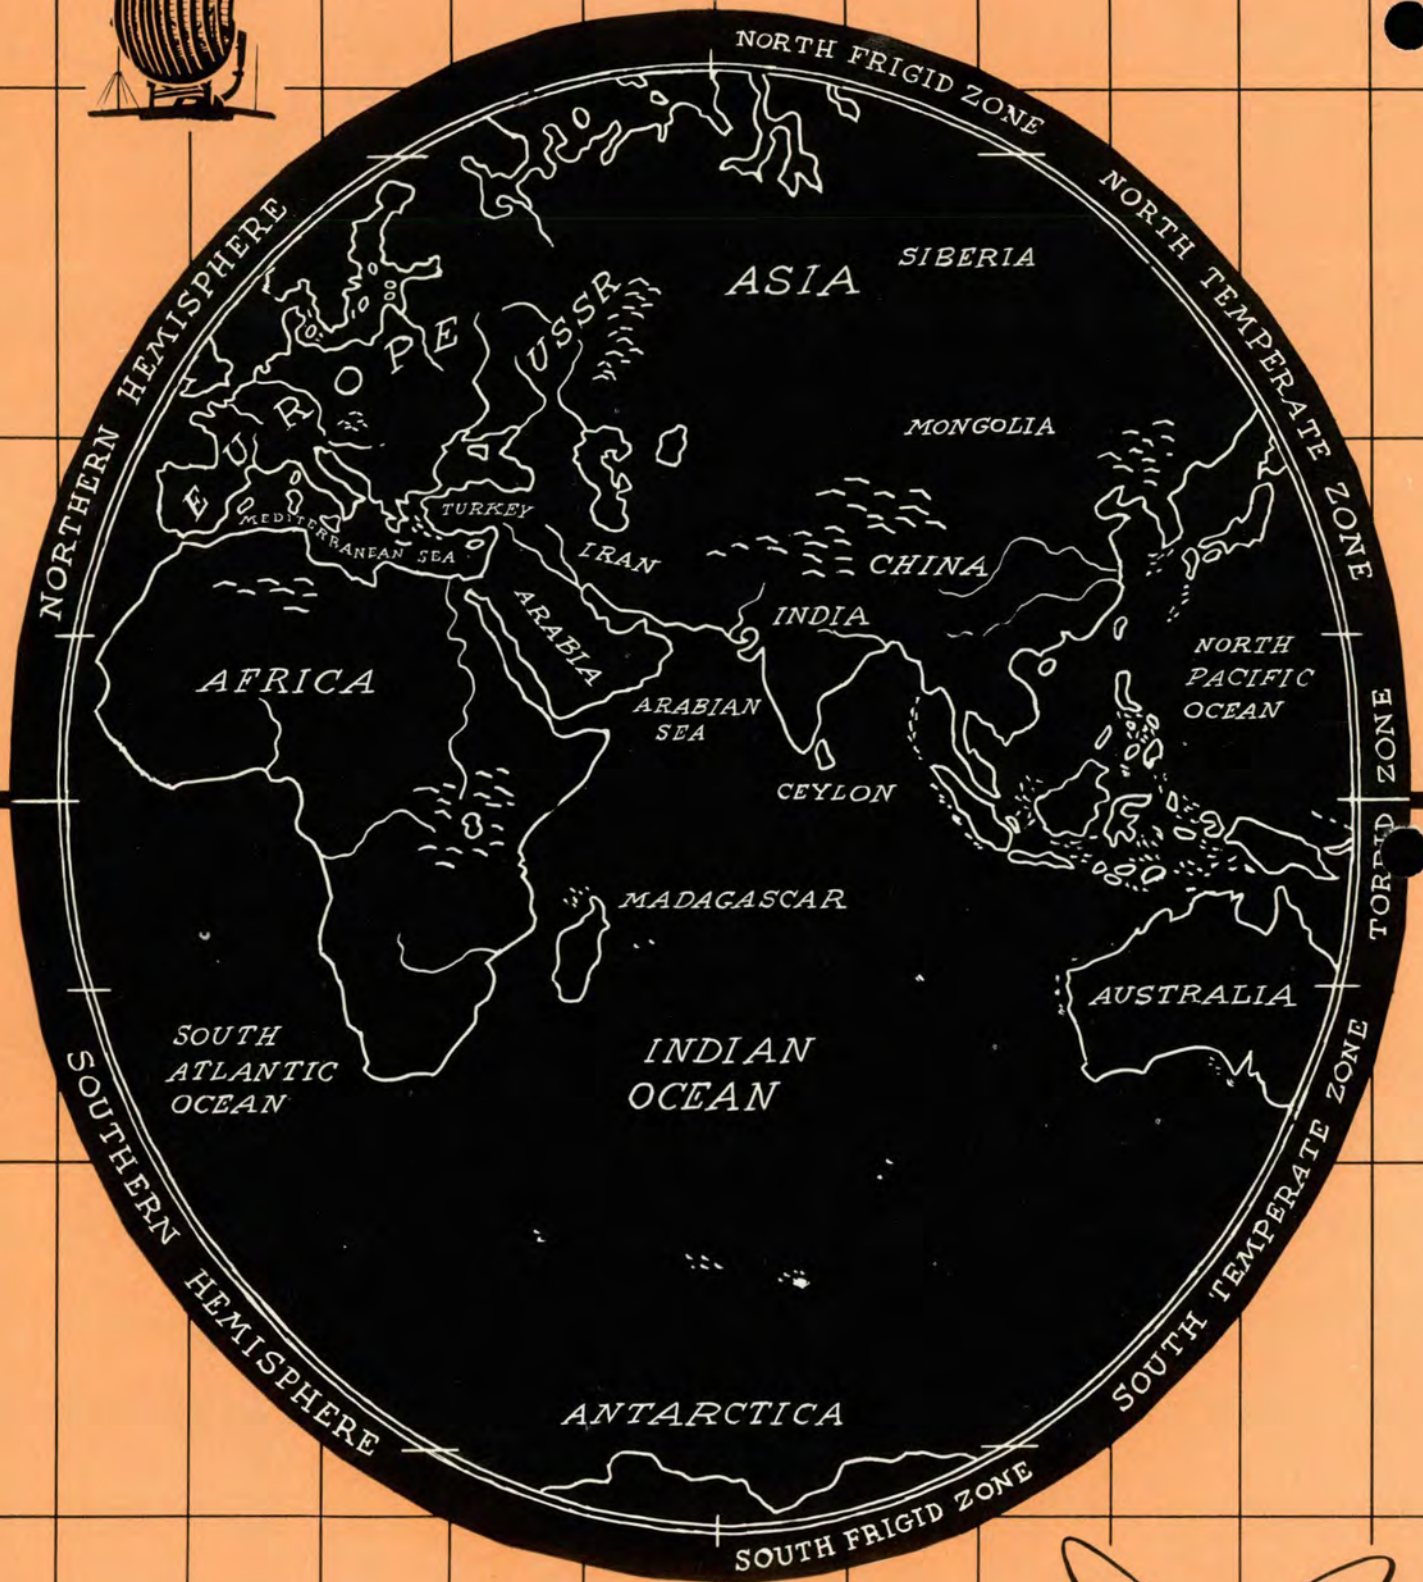 NORTH FRIGID ZONE
NORTH TEMPERATE ZONE
NORTHERN HEMISPHERE
ASIA
SIBERIA
USSR
EUROPE
MONGOLIA
TURKEY
MEDITERRANEAN SEA
IRAN
CHINA
ARABIA
INDIA
AFRICA
NORTH
PACIFIC
OCEAN
ARABIAN
SEA
CEYLON
TORRID ZONE
MADAGASCAR
AUSTRALIA
SOUTH
ATLANTIC
OCEAN
INDIAN
OCEAN
SOUTHERN HEMISPHERE
SOUTH TEMPERATE ZONE
ANTARCTICA
SOUTH FRIGID ZONE